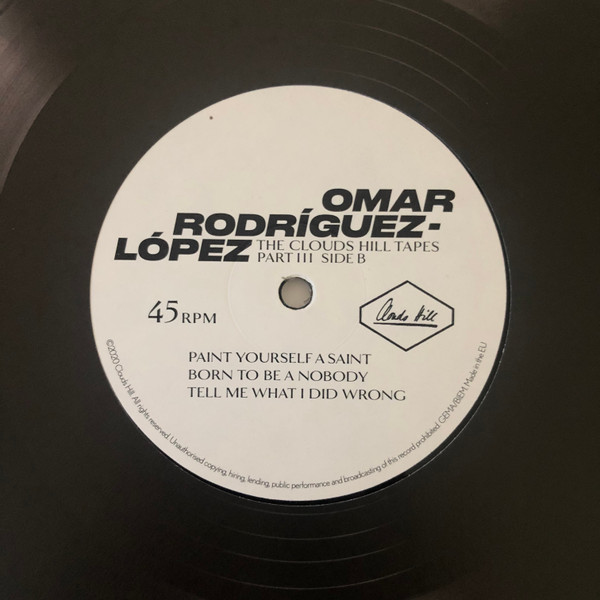 OMAR
RODRÍGUEZ-
LÓPEZ
THE CLOUDS HILL TAPES
PART III SIDE B
45 RPM
Clouds Hill
PAINT YOURSELF A SAINT
BORN TO BE A NOBODY
TELL ME WHAT I DID WRONG
©2020 Clouds Hill. All rights reserved. Unauthorised copying, hiring, lending, public performance and broadcasting of this record prohibited. GEMA/BIEM. Made in the EU